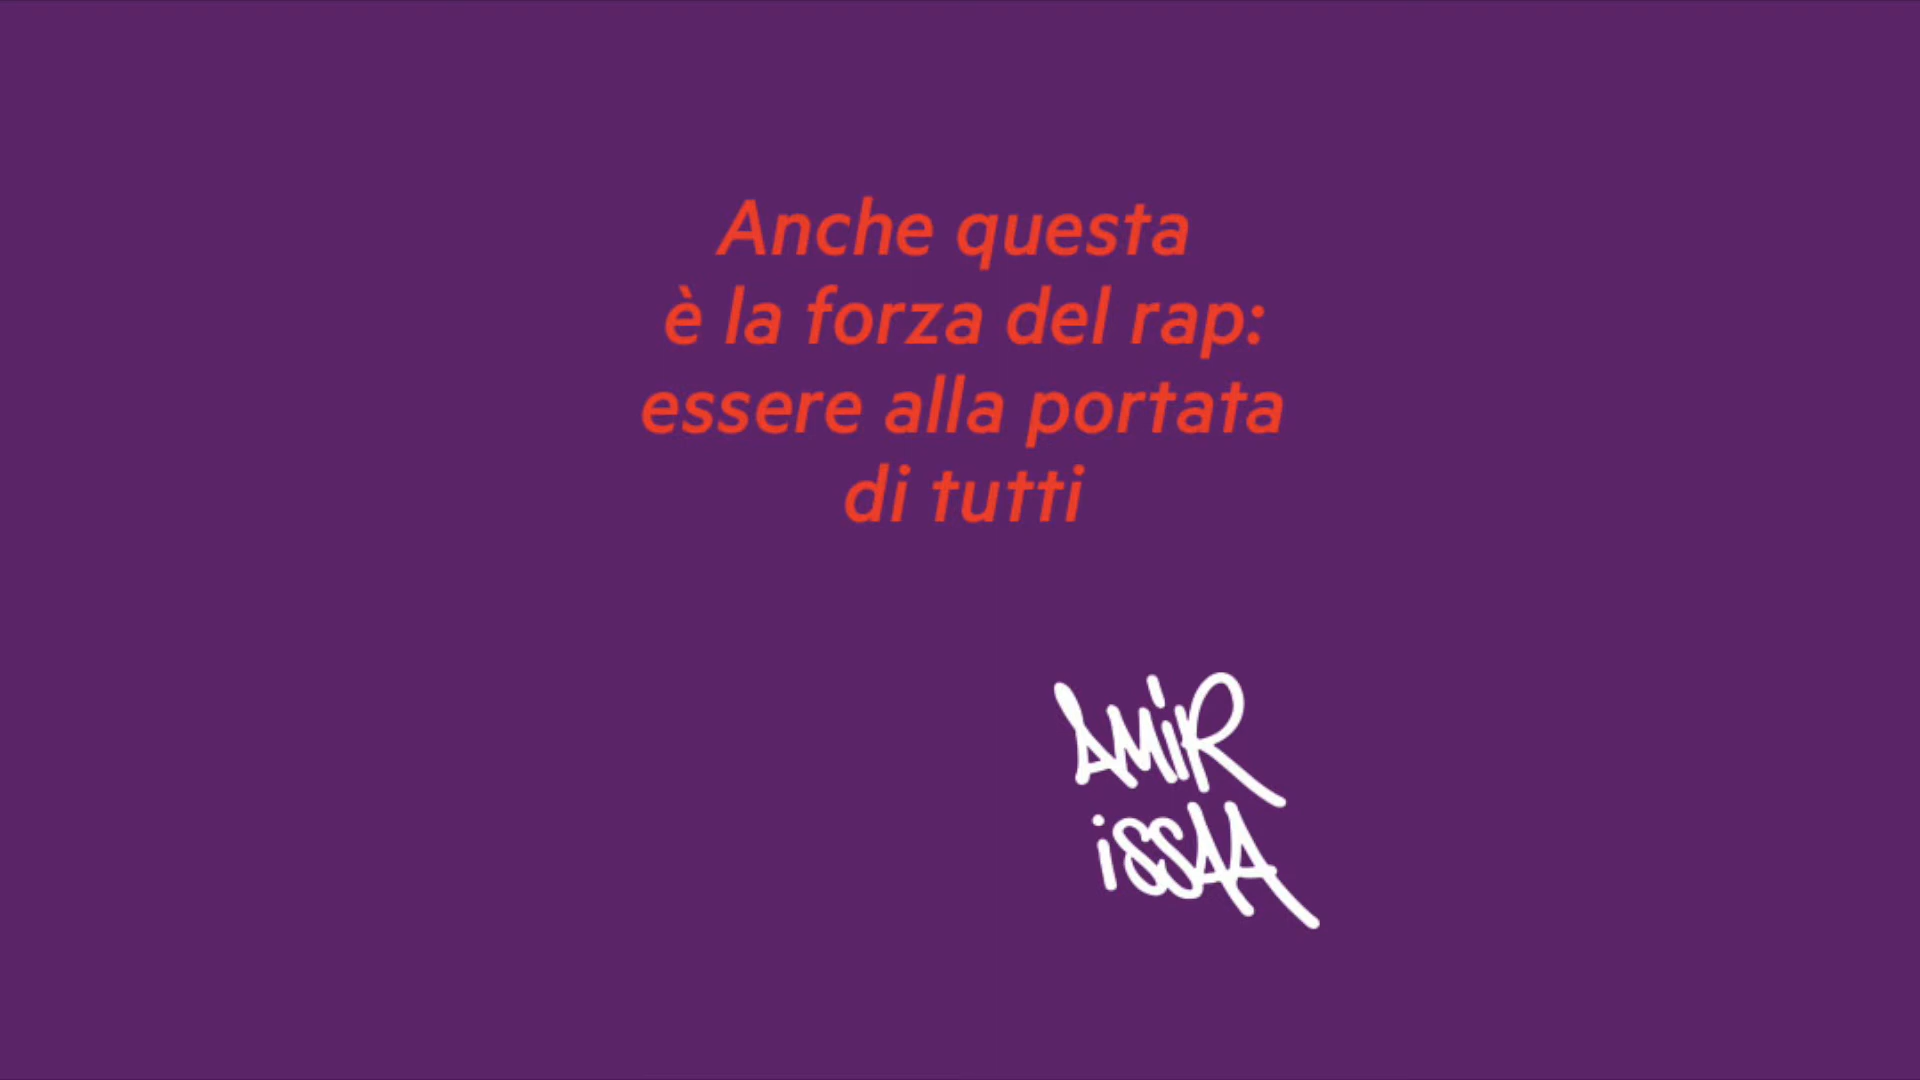 Anche questa
è la forza del rap:
essere alla portata
di tutti
AMiR
iSSAA